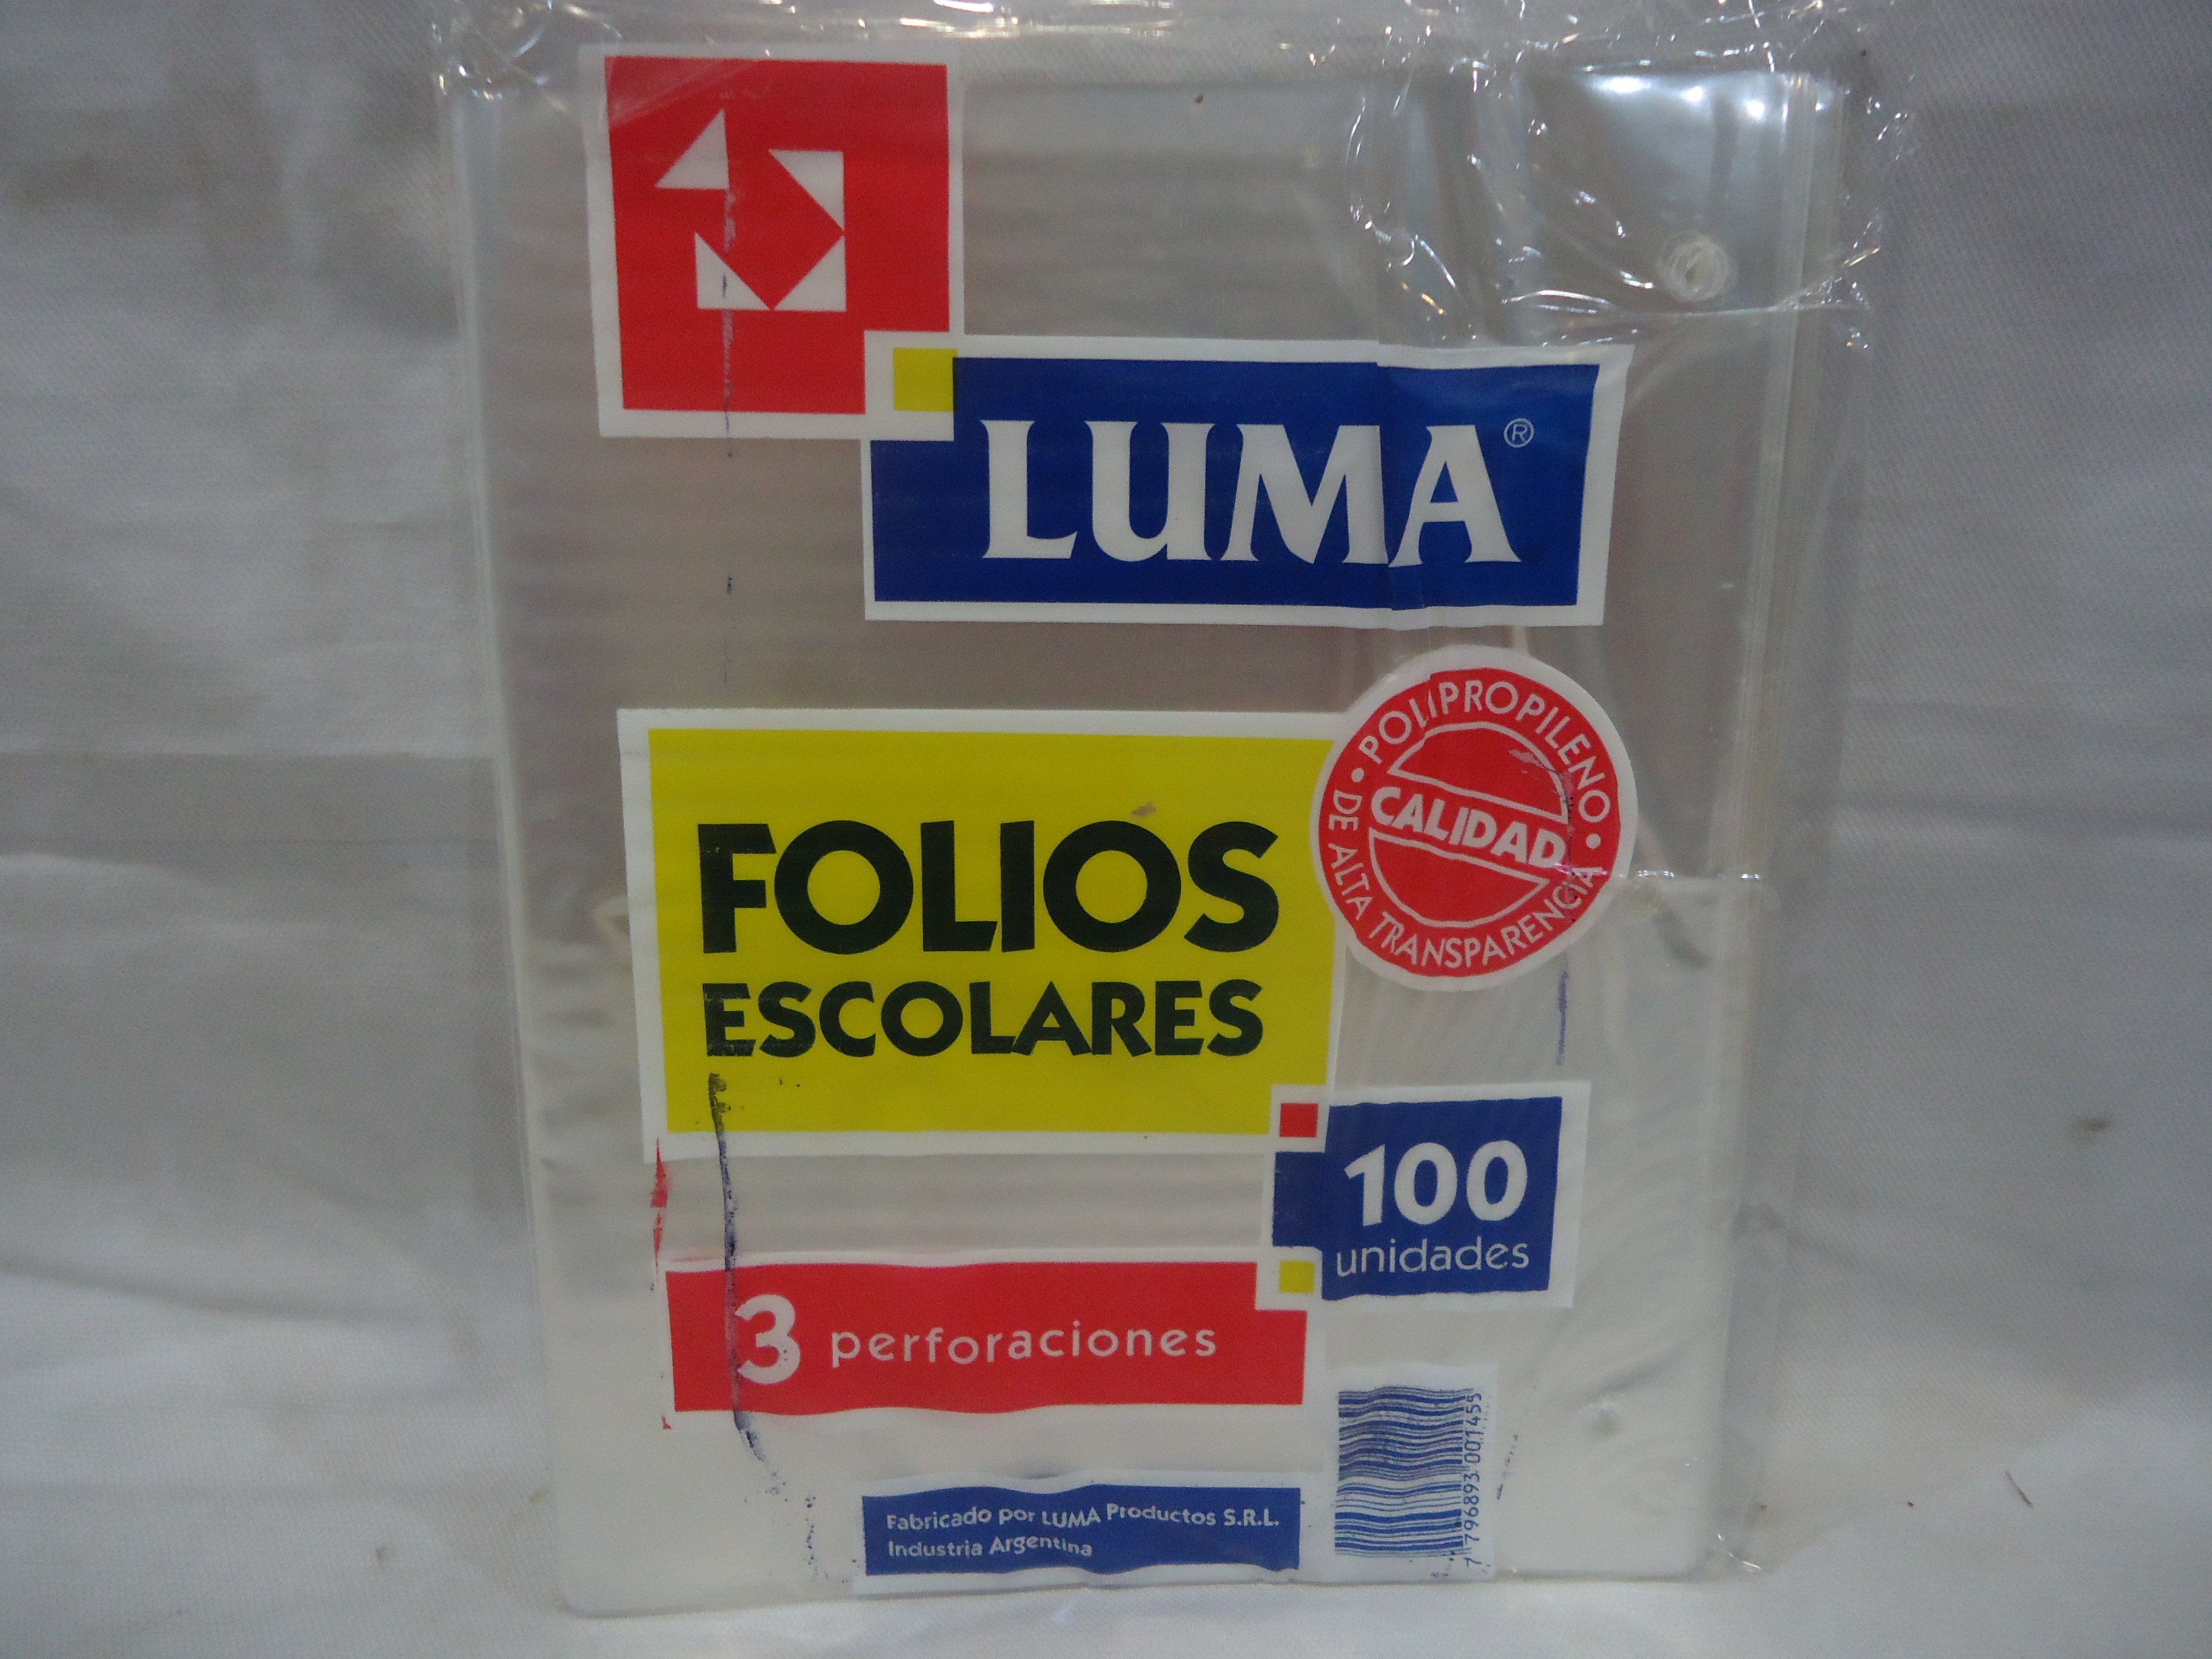 LUMA®
POLIPROPILENO
CALIDAD
DE ALTA TRANSPARENCIA
FOLIOS
ESCOLARES
100
unidades
3 perforaciones
Fabricado por LUMA Productos S.R.L.
Industria Argentina
7 796893 001455